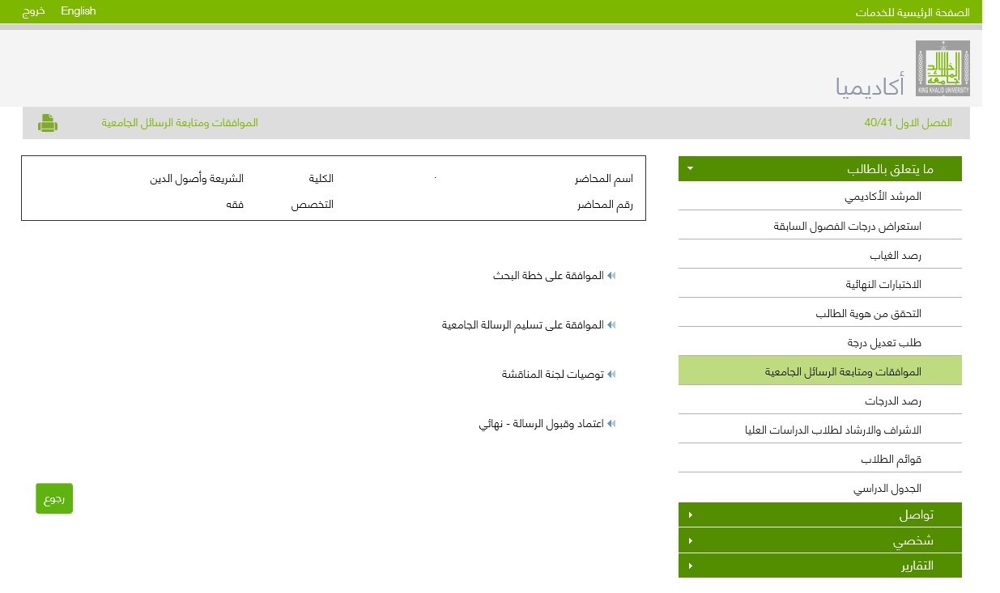 الصفحة الرئيسية للخدمات
English خروج
خالد
الملك
جامعة
KING KHALID UNIVERSITY
أكاديميا
الفصل الاول 40/41
الموافقات ومتابعة الرسائل الجامعية
ما يتعلق بالطالب
المرشد الأكاديمي
استعراض درجات الفصول السابقة
رصد الغياب
الاختبارات النهائية
التحقق من هوية الطالب
طلب تعديل درجة
الموافقات ومتابعة الرسائل الجامعية
رصد الدرجات
الاشراف والارشاد لطلاب الدراسات العليا
قوائم الطلاب
الجدول الدراسي
تواصل
شخصي
التقارير
اسم المحاضر . الكلية الشريعة وأصول الدين
رقم المحاضر التخصص فقه
الموافقة على خطة البحث
الموافقة على تسليم الرسالة الجامعية
توصيات لجنة المناقشة
اعتماد وقبول الرسالة - نهائي
رجوع